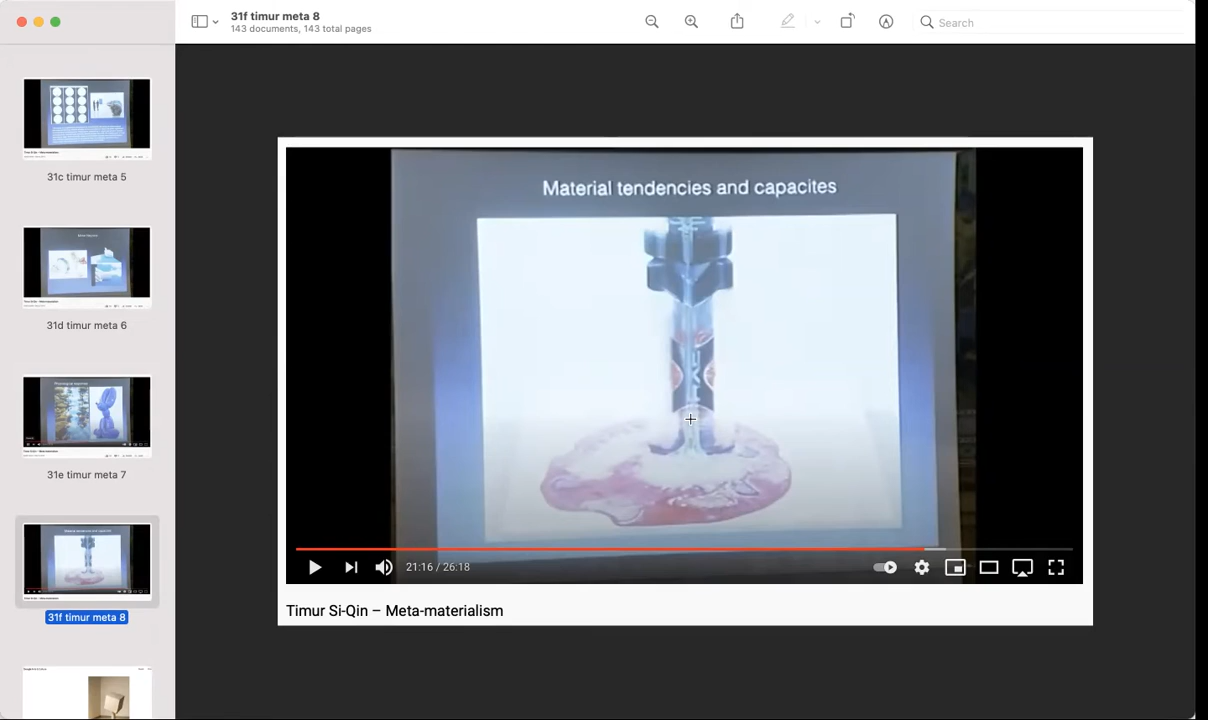 31f timur meta 8
143 documents, 143 total pages
Search
31c timur meta 5
31d timur meta 6
31e timur meta 7
31f timur meta 8
Material tendencies and capacites
AXE
21:16 / 26:18
Timur Si-Qin – Meta-materialism